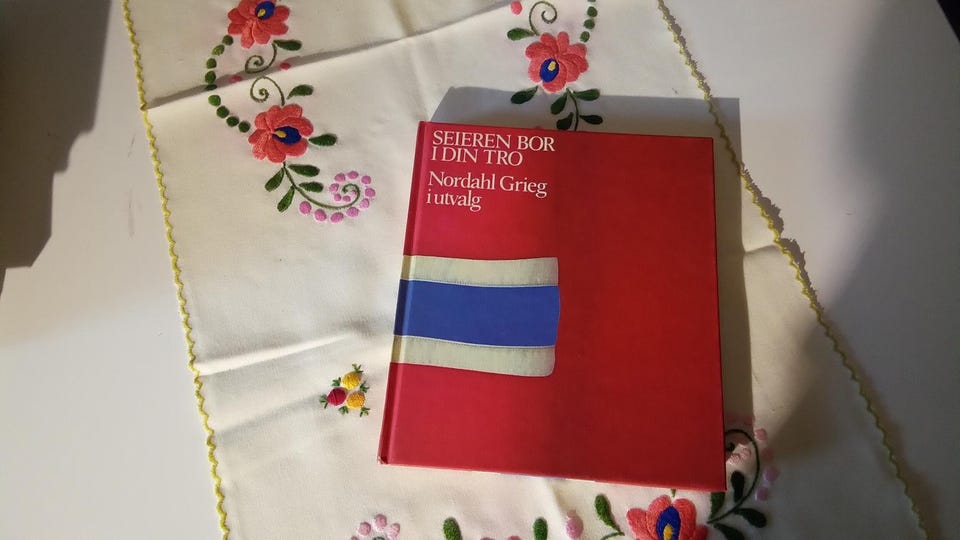 SEIEREN BOR
I DIN TRO
Nordahl Grieg
i utvalg